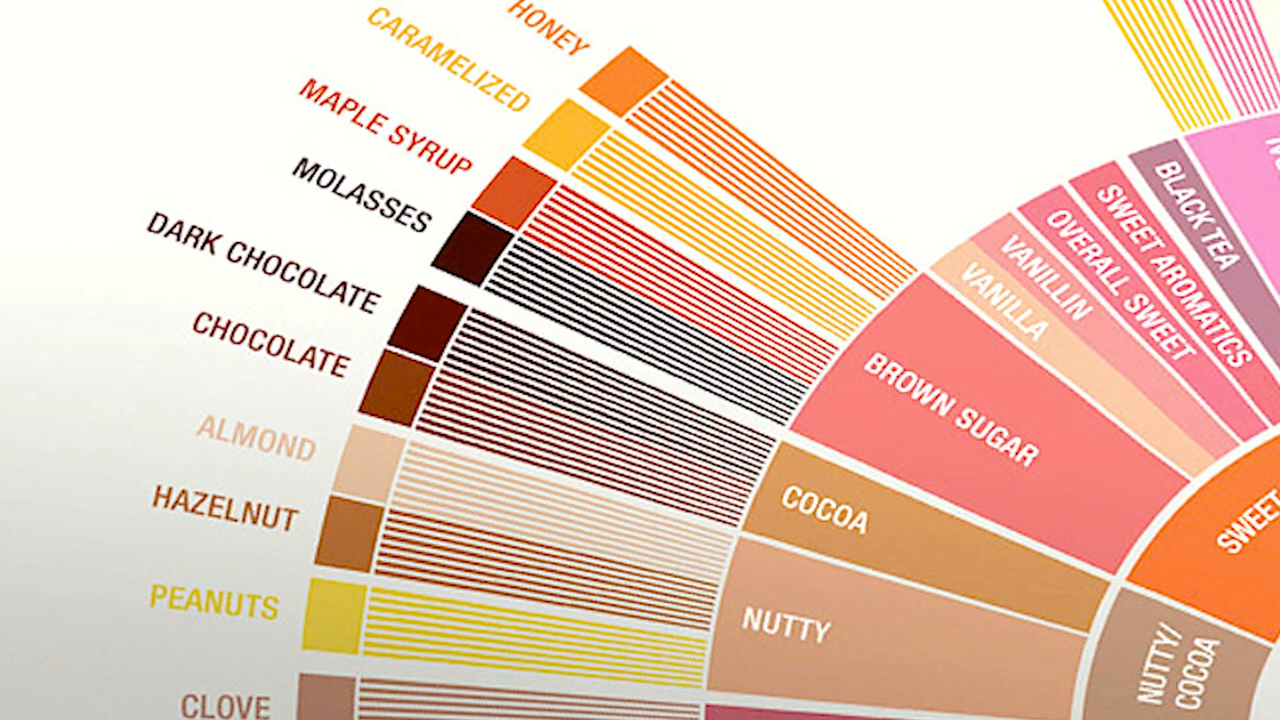 HONEY
CARAMELIZED
MAPLE SYRUP
MOLASSES
DARK CHOCOLATE
CHOCOLATE
ALMOND
HAZELNUT
PEANUTS
CLOVE
BLACK TEA
SWEET AROMATICS
OVERALL SWEET
VANILLIN
VANILLA
BROWN SUGAR
COCOA
NUTTY
SWEET
NUTTY/
COCOA